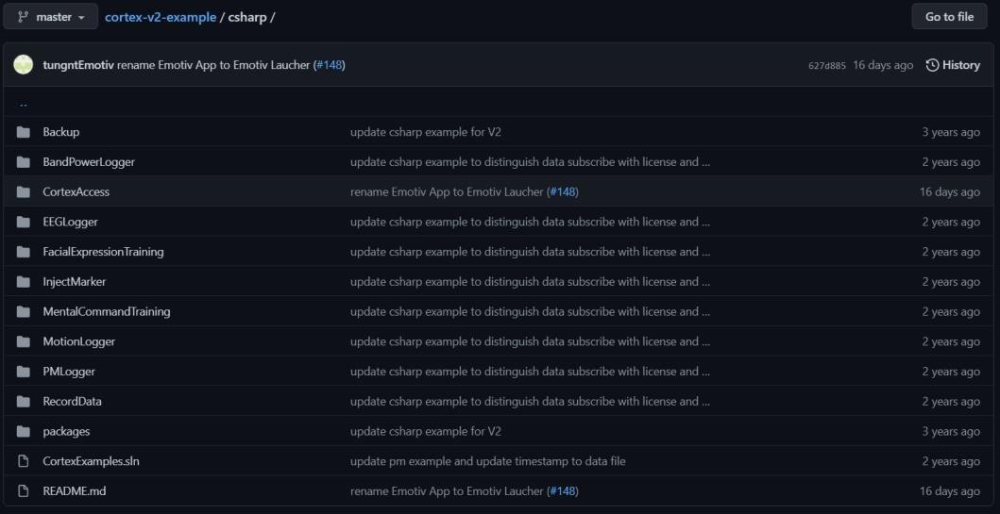 master cortex-v2-example / csharp / Go to file
tungntEmotiv rename Emotiv App to Emotiv Laucher (#148) 627d885 16 days ago History
..
Backup update csharp example for V2 3 years ago
BandPowerLogger update csharp example to distinguish data subscribe with license and ... 2 years ago
CortexAccess rename Emotiv App to Emotiv Laucher (#148) 16 days ago
EEGLogger update csharp example to distinguish data subscribe with license and ... 2 years ago
FacialExpressionTraining update csharp example to distinguish data subscribe with license and ... 2 years ago
InjectMarker update csharp example to distinguish data subscribe with license and ... 2 years ago
MentalCommandTraining update csharp example to distinguish data subscribe with license and ... 2 years ago
MotionLogger update csharp example to distinguish data subscribe with license and ... 2 years ago
PMLogger update csharp example to distinguish data subscribe with license and ... 2 years ago
RecordData update csharp example to distinguish data subscribe with license and ... 2 years ago
packages update csharp example for V2 3 years ago
CortexExamples.sln update pm example and update timestamp to data file 2 years ago
README.md rename Emotiv App to Emotiv Laucher (#148) 16 days ago